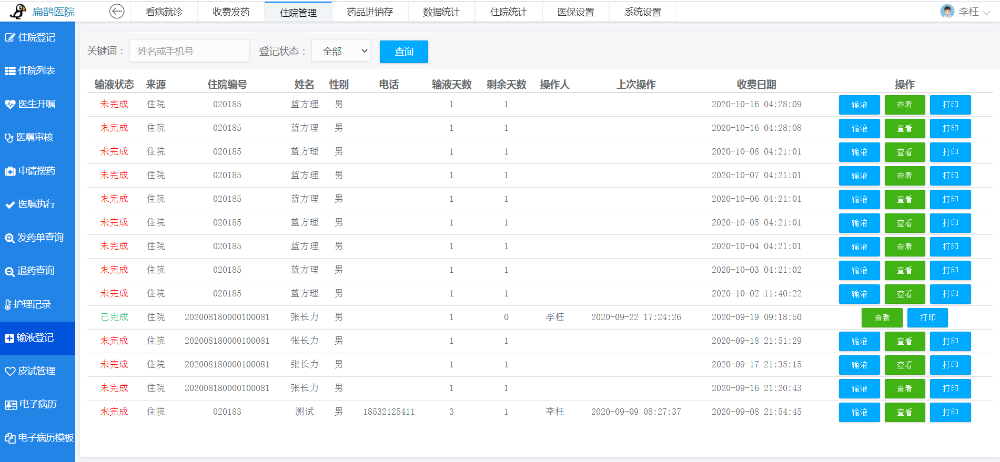 扁鹊医院 看病就诊 收费发药 住院管理 药品进销存 数据统计 住院统计 医保设置 系统设置 李枉
住院登记
住院列表
医生开嘱
医嘱审核
申请摆药
医嘱执行
发药单查询
退药查询
护理记录
输液登记
皮试管理
电子病历
电子病历模板
关键词： 姓名或手机号 登记状态： 全部 查询
输液状态 来源 住院编号 姓名 性别 电话 输液天数 剩余天数 操作人 上次操作 收费日期 操作
未完成 住院 020185 蓝方理 男 1 1 2020-10-16 04:28:09 输液 查看 打印
未完成 住院 020185 蓝方理 男 1 1 2020-10-16 04:28:08 输液 查看 打印
未完成 住院 020185 蓝方理 男 1 1 2020-10-08 04:21:01 输液 查看 打印
未完成 住院 020185 蓝方理 男 1 1 2020-10-07 04:21:01 输液 查看 打印
未完成 住院 020185 蓝方理 男 1 1 2020-10-06 04:21:01 输液 查看 打印
未完成 住院 020185 蓝方理 男 1 1 2020-10-05 04:21:01 输液 查看 打印
未完成 住院 020185 蓝方理 男 1 1 2020-10-04 04:21:01 输液 查看 打印
未完成 住院 020185 蓝方理 男 1 1 2020-10-03 04:21:02 输液 查看 打印
未完成 住院 020185 蓝方理 男 1 1 2020-10-02 11:40:22 输液 查看 打印
已完成 住院 202008180000100081 张长力 男 1 0 李枉 2020-09-22 17:24:26 2020-09-19 09:18:50 查看 打印
未完成 住院 202008180000100081 张长力 男 1 1 2020-09-18 21:51:29 输液 查看 打印
未完成 住院 202008180000100081 张长力 男 1 1 2020-09-17 21:35:15 输液 查看 打印
未完成 住院 202008180000100081 张长力 男 1 1 2020-09-16 21:20:43 输液 查看 打印
未完成 住院 020183 测试 男 18532125411 3 1 李枉 2020-09-09 08:27:37 2020-09-08 21:54:45 输液 查看 打印